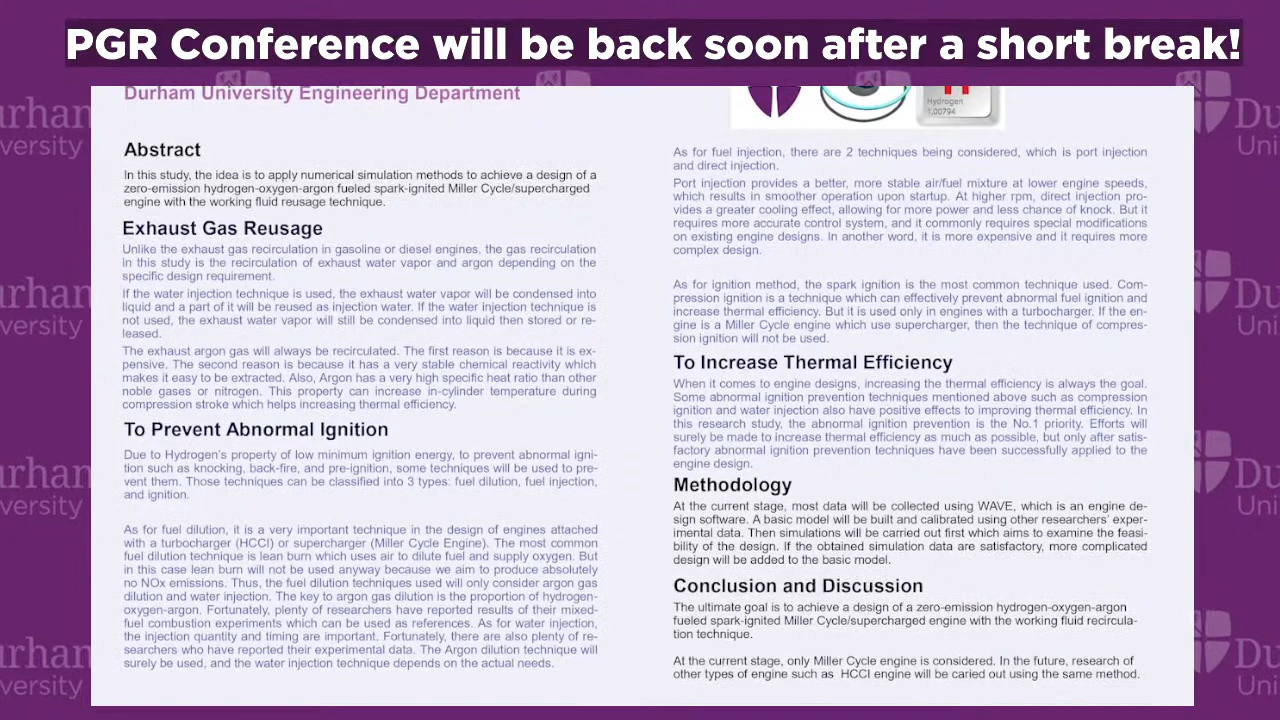 PGR Conference will be back soon after a short break!
Durham University Engineering Department
Abstract
In this study, the idea is to apply numerical simulation methods to achieve a design of a
zero-emission hydrogen-oxygen-argon fueled spark-ignited Miller Cycle/supercharged
engine with the working fluid reusage technique.
Exhaust Gas Reusage
Unlike the exhaust gas recirculation in gasoline or diesel engines, the gas recirculation
in this study is the recirculation of exhaust water vapor and argon depending on the
specific design requirement.
If the water injection technique is used, the exhaust water vapor will be condensed into
liquid and a part of it will be reused as injection water. If the water injection technique is
not used, the exhaust water vapor will still be condensed into liquid then stored or re-
leased.
The exhaust argon gas will always be recirculated. The first reason is because it is ex-
pensive. The second reason is because it has a very stable chemical reactivity which
makes it easy to be extracted. Also, Argon has a very high specific heat ratio than other
noble gases or nitrogen. This property can increase in-cylinder temperature during
compression stroke which helps increasing thermal efficiency.
To Prevent Abnormal Ignition
Due to Hydrogen's property of low minimum ignition energy, to prevent abnormal igni-
tion such as knocking, back-fire, and pre-ignition, some techniques will be used to pre-
vent them. Those techniques can be classified into 3 types: fuel dilution, fuel injection,
and ignition.
As for fuel dilution, it is a very important technique in the design of engines attached
with a turbocharger (HCCI) or supercharger (Miller Cycle Engine). The most common
fuel dilution technique is lean burn which uses air to dilute fuel and supply oxygen. But
in this case lean burn will not be used anyway because we aim to produce absolutely
no NOx emissions. Thus, the fuel dilution techniques used will only consider argon gas
dilution and water injection. The key to argon gas dilution is the proportion of hydrogen-
oxygen-argon. Fortunately, plenty of researchers have reported results of their mixed-
fuel combustion experiments which can be used as references. As for water injection,
the injection quantity and timing are important. Fortunately, there are also plenty of re-
searchers who have reported their experimental data. The Argon dilution technique will
surely be used, and the water injection technique depends on the actual needs.
Hydrogen
1.00794
As for fuel injection, there are 2 techniques being considered, which is port injection
and direct injection.
Port injection provides a better, more stable air/fuel mixture at lower engine speeds,
which results in smoother operation upon startup. At higher rpm, direct injection pro-
vides a greater cooling effect, allowing for more power and less chance of knock. But it
requires more accurate control system, and it commonly requires special modifications
on existing engine designs. In another word, it is more expensive and it requires more
complex design.
As for ignition method, the spark ignition is the most common technique used. Com-
pression ignition is a technique which can effectively prevent abnormal fuel ignition and
increase thermal efficiency. But it is used only in engines with a turbocharger. If the en-
gine is a Miller Cycle engine which use supercharger, then the technique of compres-
sion ignition will not be used.
To Increase Thermal Efficiency
When it comes to engine designs, increasing the thermal efficiency is always the goal.
Some abnormal ignition prevention techniques mentioned above such as compression
ignition and water injection also have positive effects to improving thermal efficiency. In
this research study, the abnormal ignition prevention is the No.1 priority. Efforts will
surely be made to increase thermal efficiency as much as possible, but only after satis-
factory abnormal ignition prevention techniques have been successfully applied to the
engine design.
Methodology
At the current stage, most data will be collected using WAVE, which is an engine de-
sign software. A basic model will be built and calibrated using other researchers' exper-
imental data. Then simulations will be carried out first which aims to examine the feasi-
bility of the design. If the obtained simulation data are satisfactory, more complicated
design will be added to the basic model.
Conclusion and Discussion
The ultimate goal is to achieve a design of a zero-emission hydrogen-oxygen-argon
fueled spark-ignited Miller Cycle/supercharged engine with the working fluid recircula-
tion technique.
At the current stage, only Miller Cycle engine is considered. In the future, research of
other types of engine such as HCCI engine will be caried out using the same method.